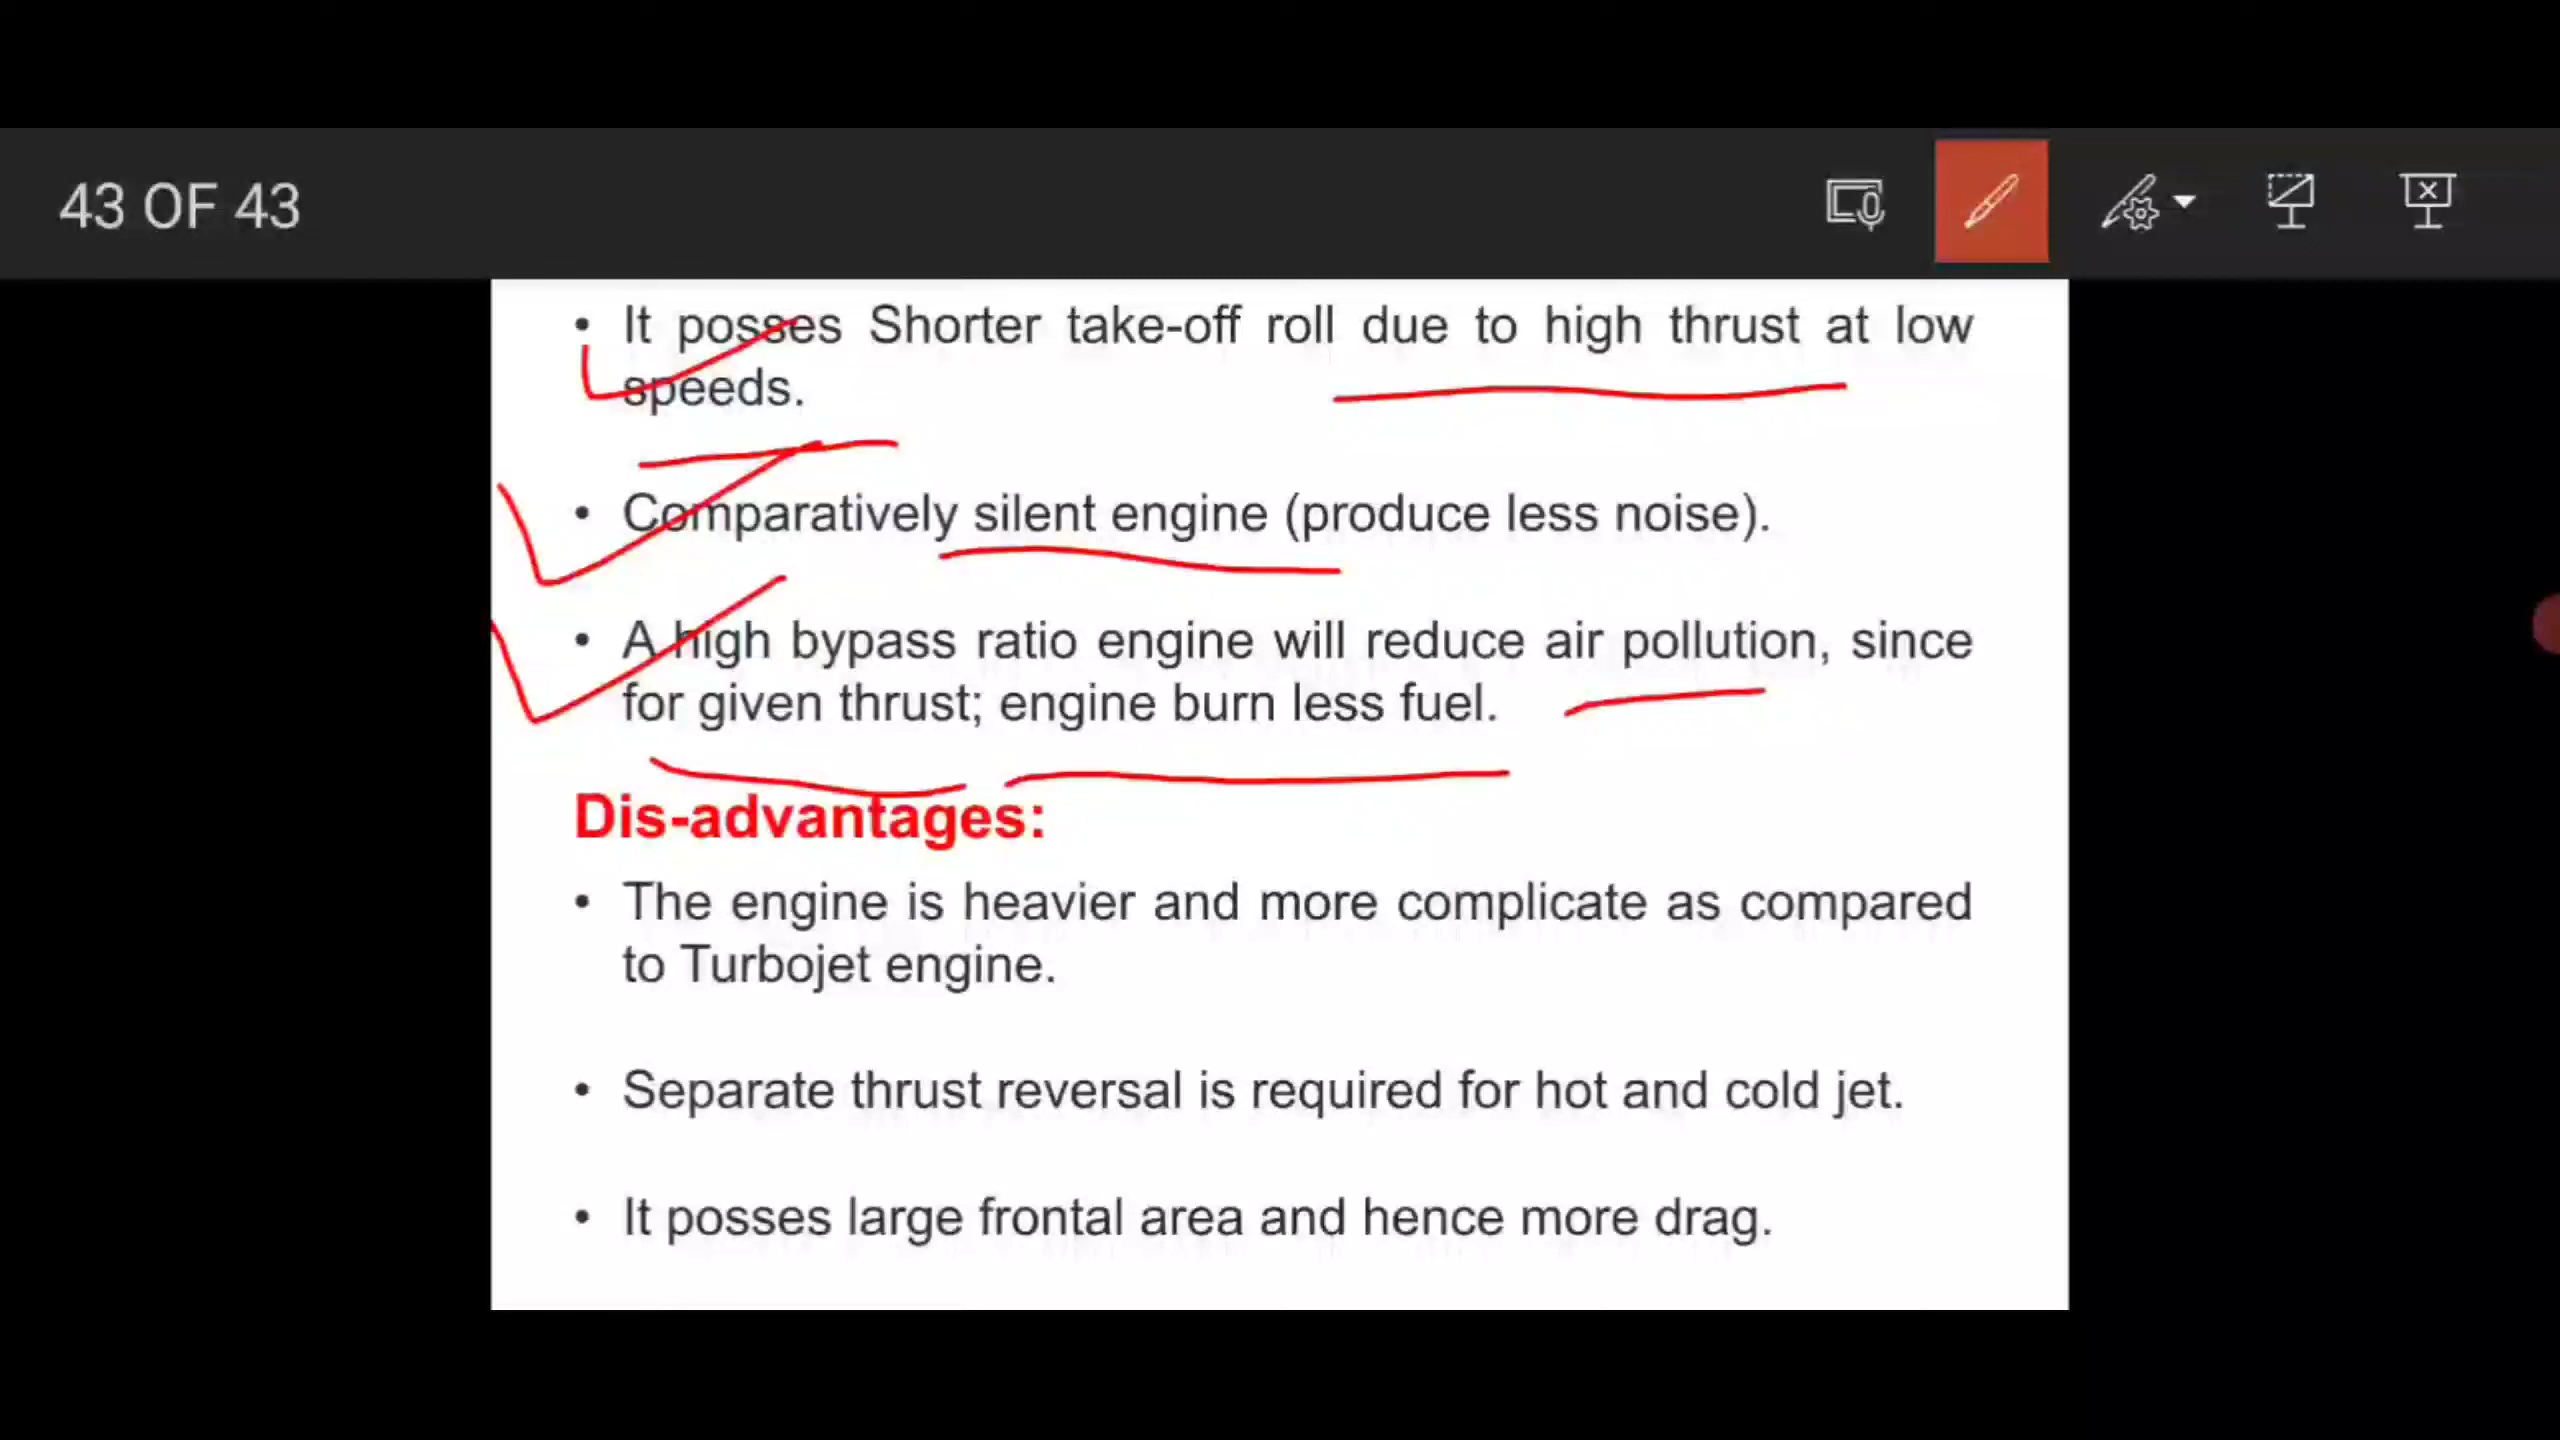 43 OF 43
• It posses Shorter take-off roll due to high thrust at low
speeds.
• Comparatively silent engine (produce less noise).
• A high bypass ratio engine will reduce air pollution, since
for given thrust; engine burn less fuel.
Dis-advantages:
• The engine is heavier and more complicate as compared
to Turbojet engine.
• Separate thrust reversal is required for hot and cold jet.
• It posses large frontal area and hence more drag.